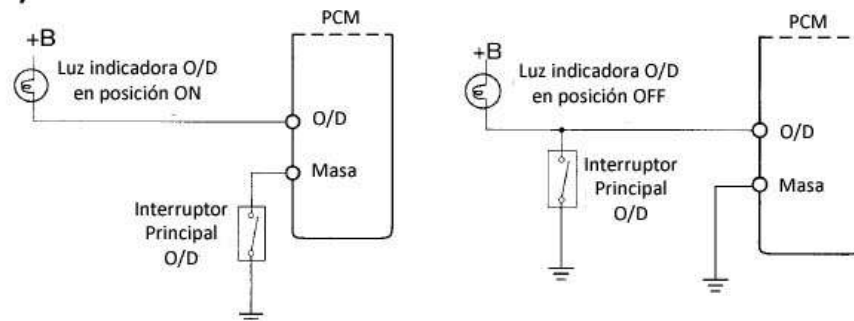 PCM
+B
Luz indicadora O/D
en posición ON
O/D
Masa
Interruptor
Principal
O/D
PCM
+B
Luz indicadora O/D
en posición OFF
O/D
Interruptor
Principal
O/D
Masa